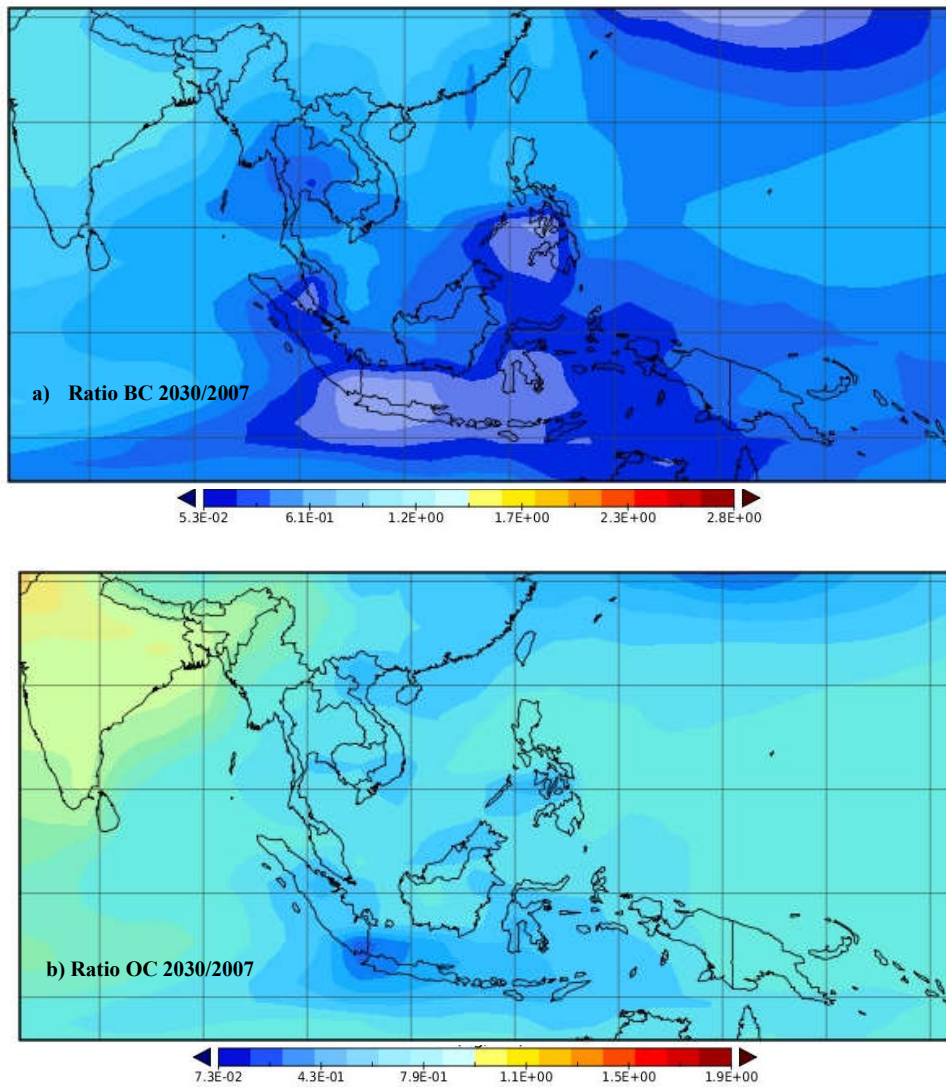 a) Ratio BC 2030/2007
5.3E-02 6.1E-01 1.2E+00 1.7E+00 2.3E+00 2.8E+00
b) Ratio OC 2030/2007
7.3E-02 4.3E-01 7.9E-01 1.1E+00 1.5E+00 1.9E+00